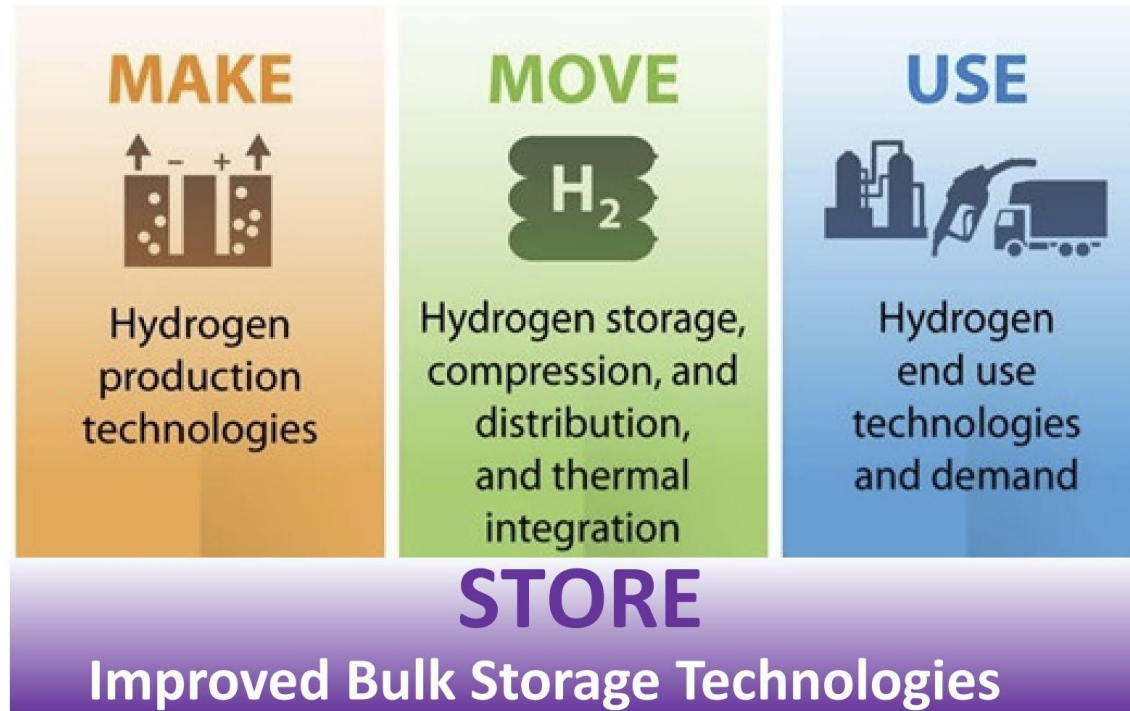 MAKE
- +
Hydrogen
production
technologies
MOVE
H2
Hydrogen storage,
compression, and
distribution,
and thermal
integration
USE
Hydrogen
end use
technologies
and demand
STORE
Improved Bulk Storage Technologies